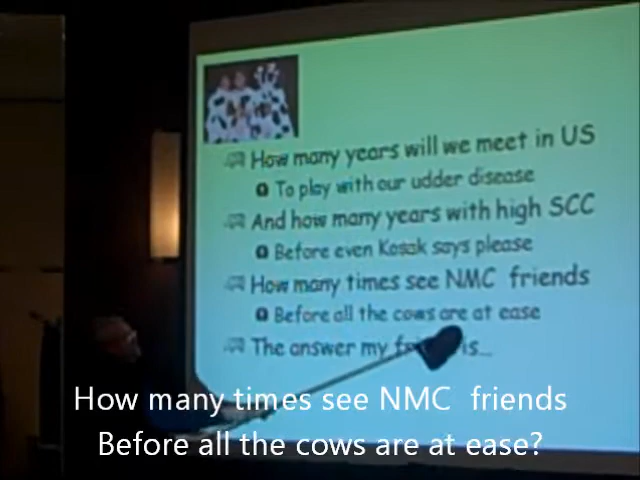 How many years will we meet in US
To play with our udder disease
And how many years with high SCC
Before even Kosak says please
How many times see NMC friends
Before all the cows are at ease
The answer my is...
How many times see NMC friends
Before all the cows are at ease?